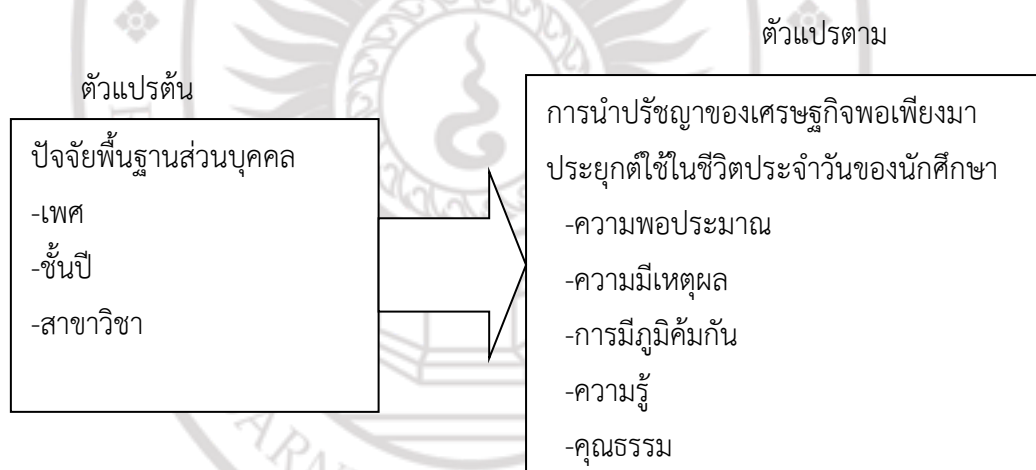 ตัวแปรต้น
ปัจจัยพื้นฐานส่วนบุคคล
-เพศ
-ชั้นปี
-สาขาวิชา
ตัวแปรตาม
การนำปรัชญาของเศรษฐกิจพอเพียงมา
ประยุกต์ใช้ในชีวิตประจำวันของนักศึกษา
-ความพอประมาณ
-ความมีเหตุผล
-การมีภูมิค้มกัน
-ความรู้
-คุณธรรม